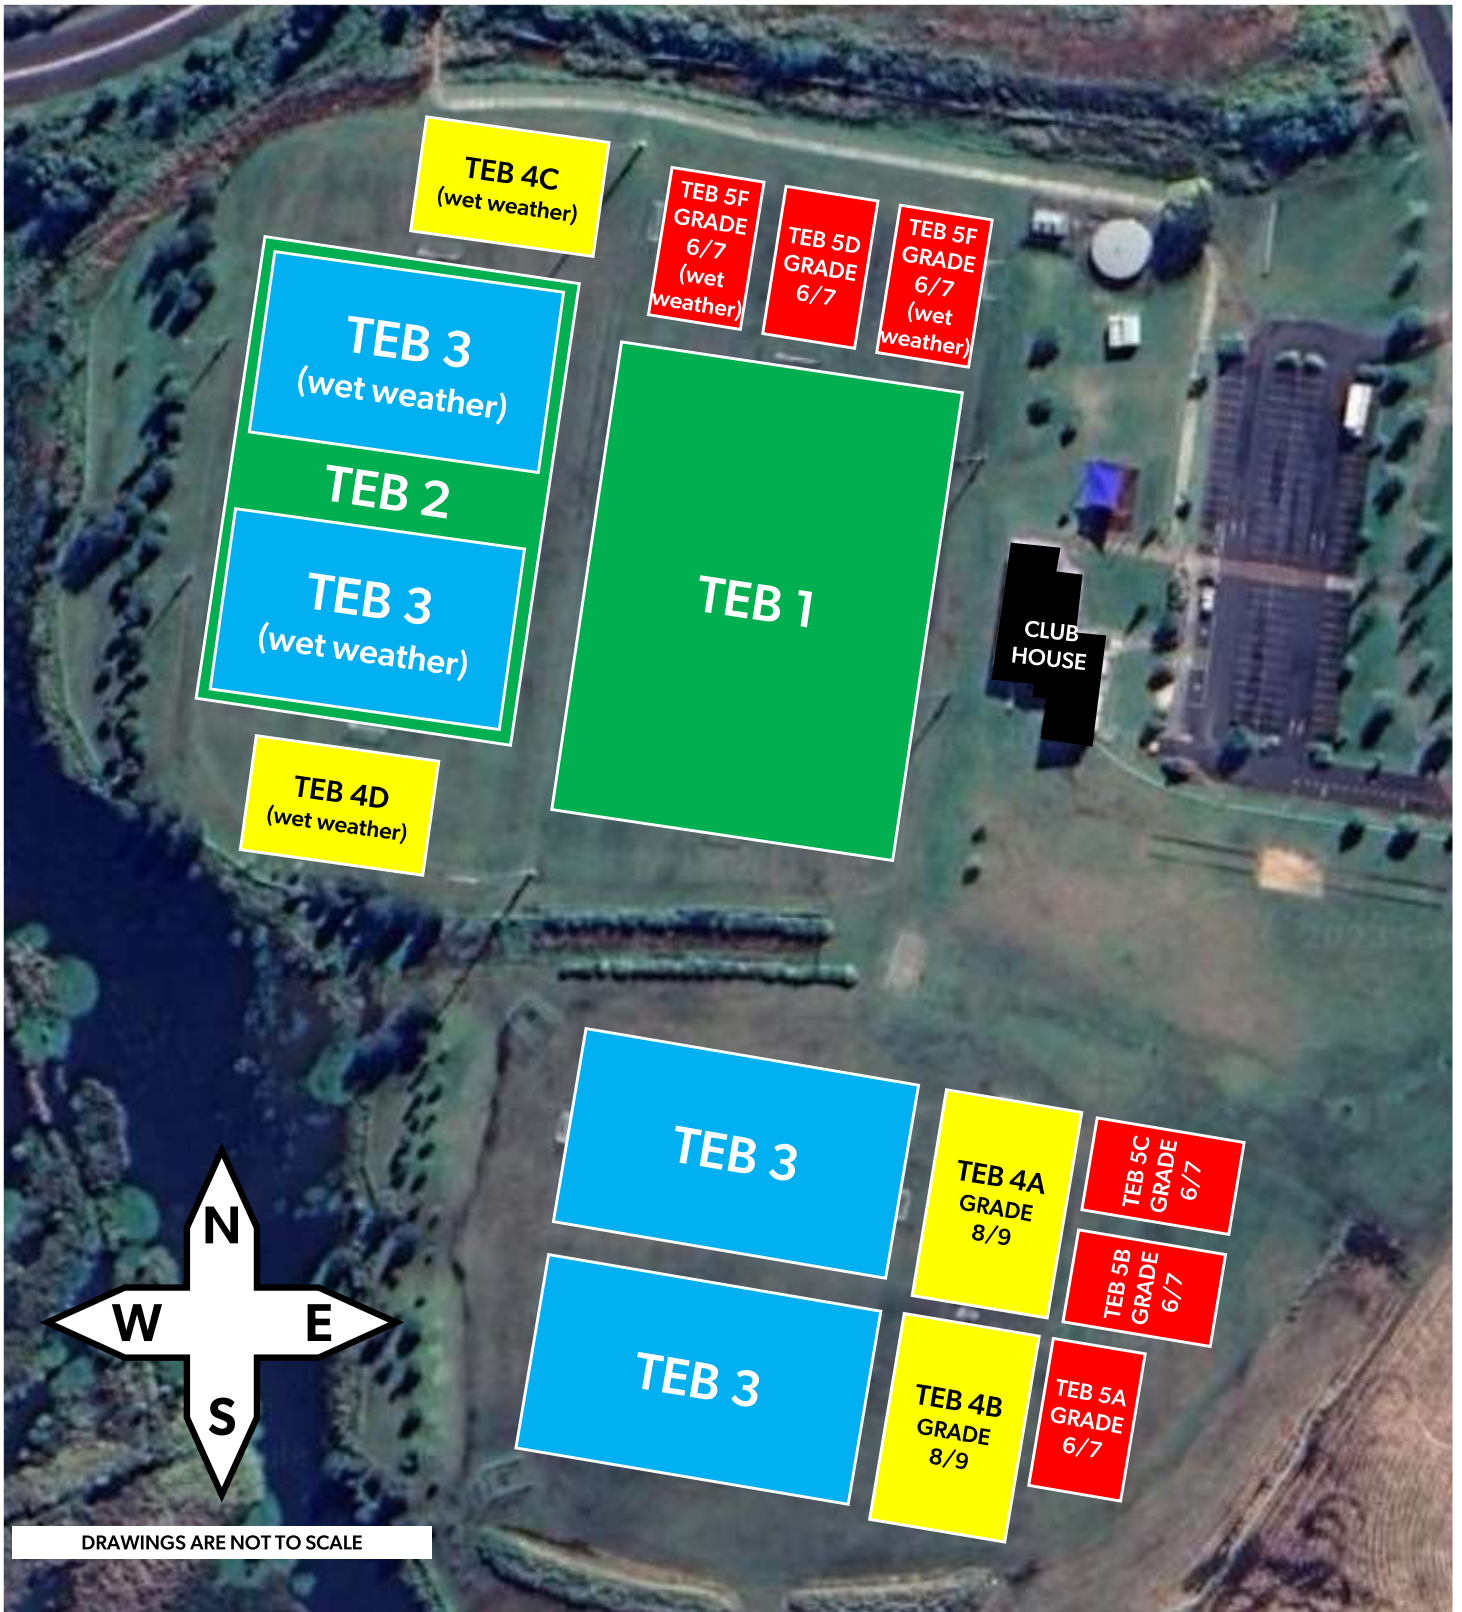 TEB 4C
(wet weather)
TEB 5F
GRADE
6/7
(wet
weather)
TEB 5D
GRADE
6/7
TEB 5F
GRADE
6/7
(wet
weather)
TEB 3
(wet weather)
TEB 2
TEB 3
(wet weather)
TEB 1
CLUB
HOUSE
TEB 4D
(wet weather)
TEB 3
TEB 4A
GRADE
8/9
TEB 5C
GRADE
6/7
TEB 5B
GRADE
6/7
TEB 3
TEB 4B
GRADE
8/9
TEB 5A
GRADE
6/7
N
W E
S
DRAWINGS ARE NOT TO SCALE